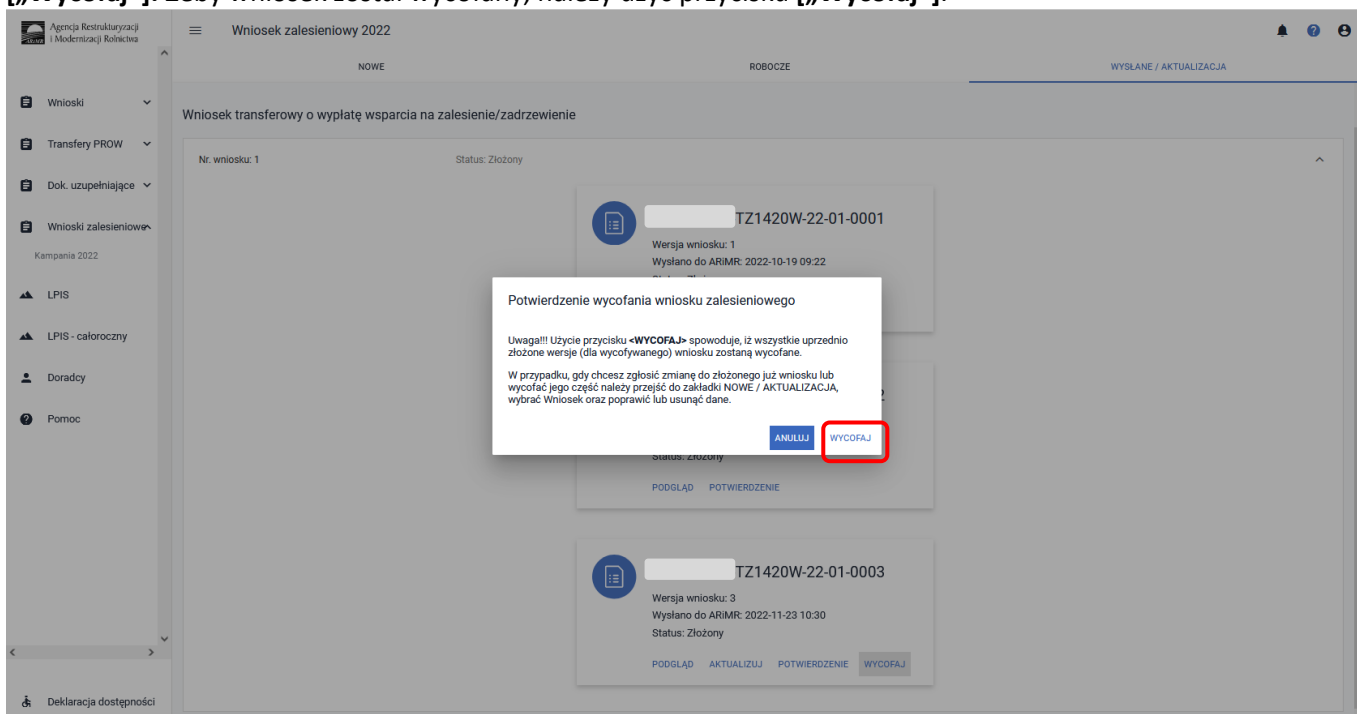 Agencja Restrukturyzacji
i Modernizacji Rolnictwa
Wniosek zalesieniowy 2022
NOWE
ROBOCZE
WYSŁANE / AKTUALIZACJA
Wnioski
Transfery PROW
Dok. uzupełniające
Wnioski zalesieniowe
Kampania 2022
LPIS
LPIS - całoroczny
Doradcy
Pomoc
Deklaracja dostępności
Wniosek transferowy o wypłatę wsparcia na zalesienie/zadrzewienie
Nr. wniosku: 1
Status: Złożony
TZ1420W-22-01-0001
Wersja wniosku: 1
Wysłano do ARiMR: 2022-10-19 09:22
Potwierdzenie wycofania wniosku zalesieniowego
Uwaga!!! Użycie przycisku <WYCOFAJ> spowoduje, iż wszystkie uprzednio
złożone wersje (dla wycofywanego) wniosku zostaną wycofane.
W przypadku, gdy chcesz zgłosić zmianę do złożonego już wniosku lub
wycofać jego część należy przejść do zakładki NOWE / AKTUALIZACJA,
wybrać Wniosek oraz poprawić lub usunąć dane.
ANULUJ WYCOFAJ
Status: Złożony
PODGLĄD POTWIERDZENIE
TZ1420W-22-01-0003
Wersja wniosku: 3
Wysłano do ARiMR: 2022-11-23 10:30
Status: Złożony
PODGLĄD AKTUALIZUJ POTWIERDZENIE WYCOFAJ